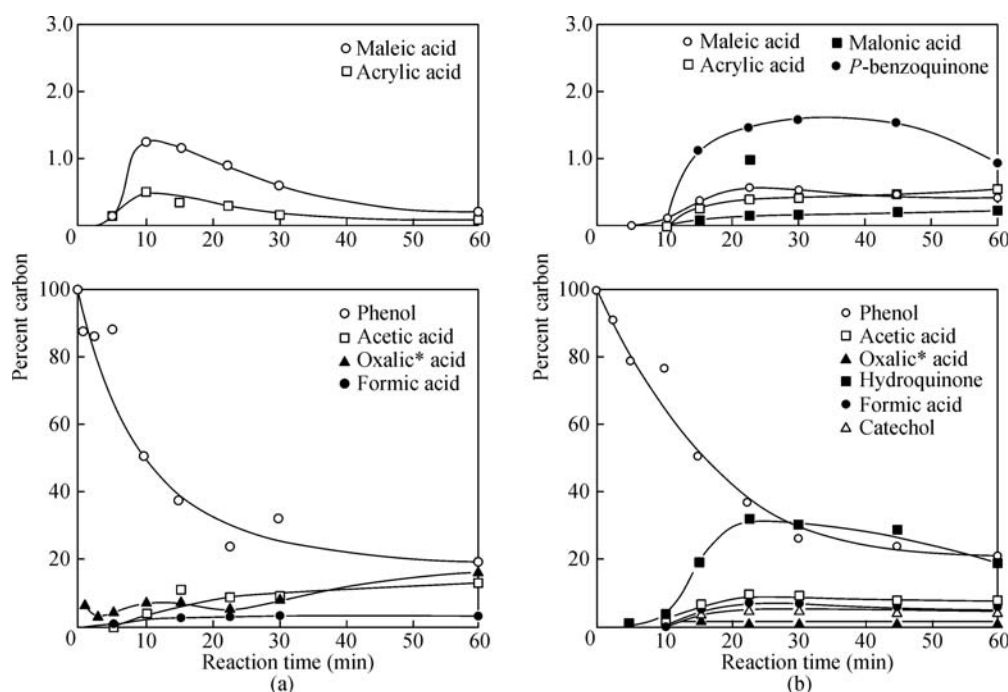 3.0
2.0
1.0
0 10 20 30 40 50 60
Maleic acid
Acrylic acid
3.0
2.0
1.0
0 10 20 30 40 50 60
Maleic acid
Acrylic acid
Malonic acid
P-benzoquinone
Percent carbon
100
80
60
40
20
0 10 20 30 40 50 60
Phenol
Acetic acid
Oxalic* acid
Formic acid
Reaction time (min)
(a)
Percent carbon
100
80
60
40
20
0 10 20 30 40 50 60
Phenol
Acetic acid
Oxalic* acid
Hydroquinone
Formic acid
Catechol
Reaction time (min)
(b)